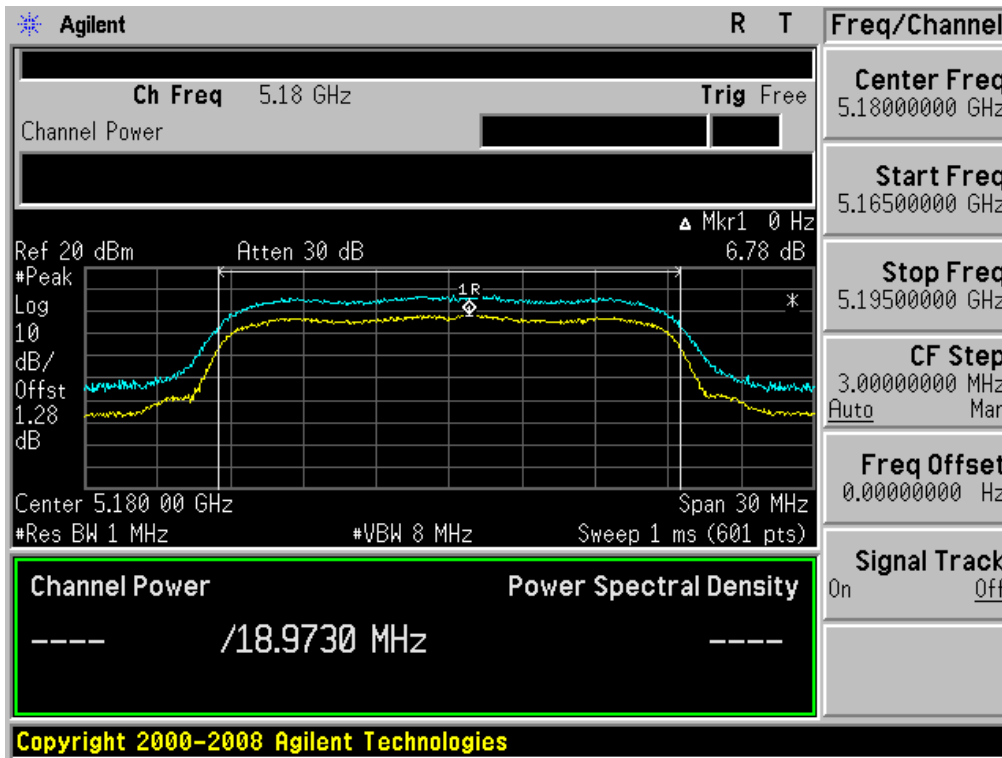 Agilent R T Freq/Channel
Ch Freq 5.18 GHz Trig Free
Channel Power
Center Freq
5.18000000 GHz
Start Freq
5.16500000 GHz
Δ Mkr1 0 Hz
Ref 20 dBm Atten 30 dB 6.78 dB
#Peak
Log
10
dB/
Offst
1.28
dB
1R
*
Stop Freq
5.19500000 GHz
CF Step
3.00000000 MHz
Auto Man
Freq Offset
0.00000000 Hz
Center 5.180 00 GHz Span 30 MHz
#Res BW 1 MHz #VBW 8 MHz Sweep 1 ms (601 pts)
Signal Track
On Off
Channel Power Power Spectral Density
---- /18.9730 MHz ----
Copyright 2000-2008 Agilent Technologies